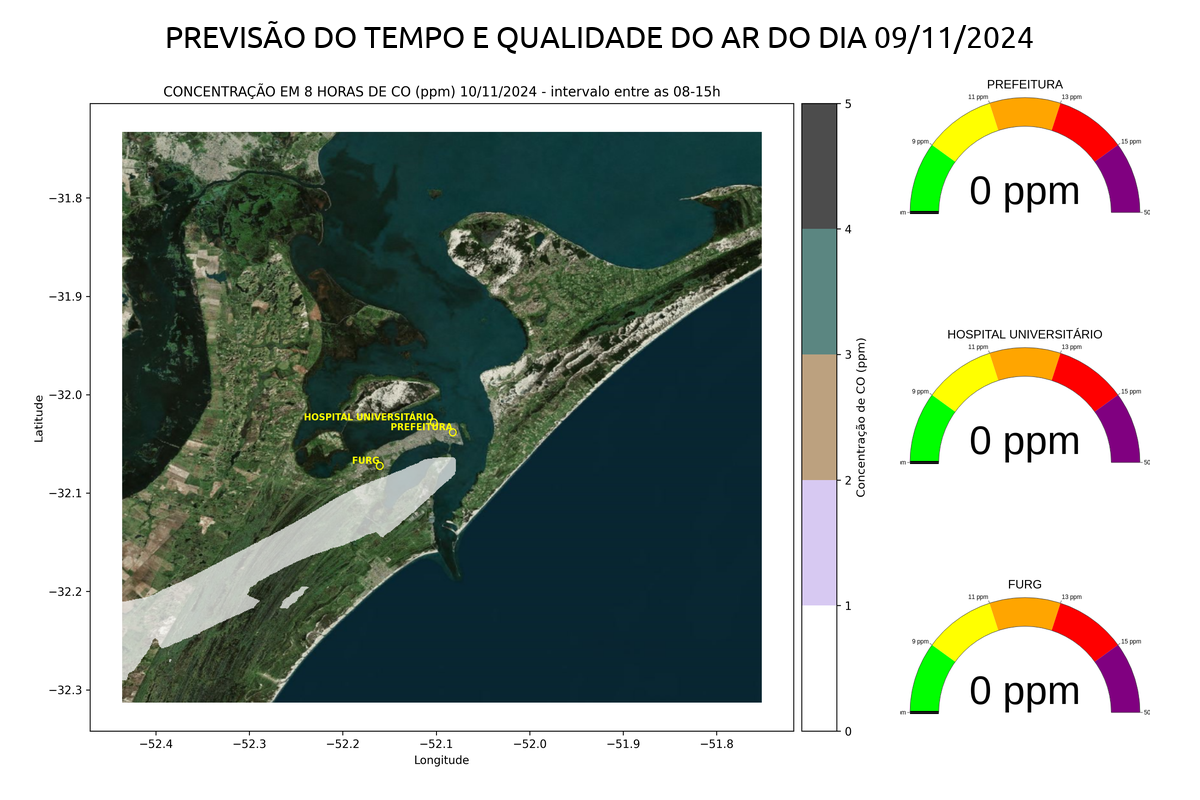 PREVISÃO DO TEMPO E QUALIDADE DO AR DO DIA 09/11/2024
CONCENTRAÇÃO EM 8 HORAS DE CO (ppm) 10/11/2024 - intervalo entre as 08-15h
−31.8
−31.9
−32.0
−32.1
−32.2
−32.3
Latitude
HOSPITAL UNIVERSITÁRIO
PREFEITURA
FURG
−52.4
−52.3
−52.2
−52.1
−52.0
−51.9
−51.8
Longitude
5
4
3
2
1
0
Concentração de CO (ppm)
PREFEITURA
11 ppm
13 ppm
9 ppm
15 ppm
0 ppm
HOSPITAL UNIVERSITÁRIO
11 ppm
13 ppm
9 ppm
15 ppm
0 ppm
FURG
11 ppm
13 ppm
9 ppm
15 ppm
0 ppm